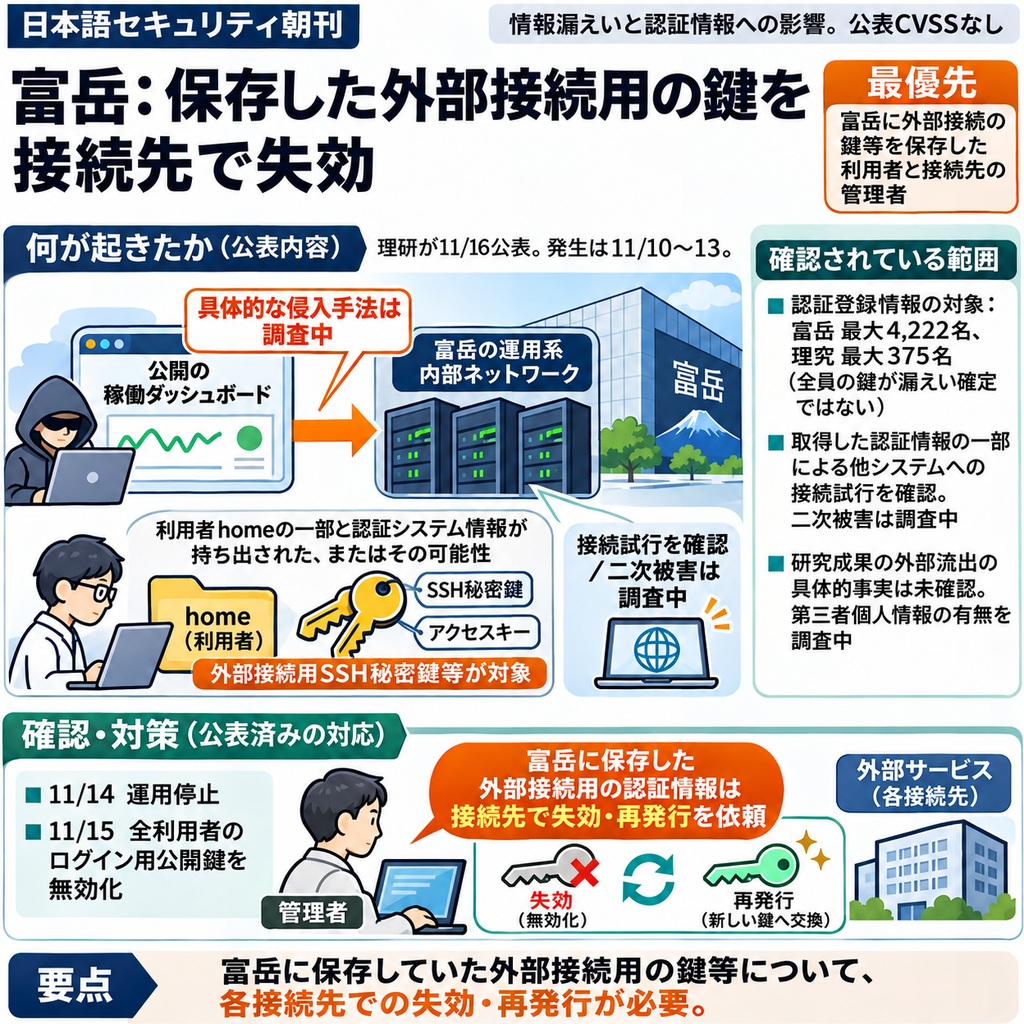 日本語セキュリティ朝刊
情報漏えいと認証情報への影響。公表CVSSなし
富岳：保存した外部接続用の鍵を
接続先で失効
最優先
富岳に外部接続の
鍵等を保存した
利用者と接続先の
管理者
何が起きたか（公表内容）
理研が11/16公表。発生は11/10〜13。
具体的な侵入手法は
調査中
公開の
稼働ダッシュボード
富岳の運用系
内部ネットワーク
富岳
利用者homeの一部と認証システム情報が
持ち出された、またはその可能性
home
（利用者）
SSH秘密鍵
アクセスキー
外部接続用SSH秘密鍵等が対象
接続試行を確認
／二次被害は
調査中
確認されている範囲
■ 認証登録情報の対象：
富岳 最大4,222名、
理究 最大375名
（全員の鍵が漏えい確定
ではない）
■ 取得した認証情報の一部
による他システムへの
接続試行を確認。
二次被害は調査中
■ 研究成果の外部流出の
具体的事実は未確認。
第三者個人情報の有無を
調査中
確認・対策（公表済みの対応）
■ 11/14 運用停止
■ 11/15 全利用者の
ログイン用公開鍵を
無効化
管理者
富岳に保存した
外部接続用の認証情報は
接続先で失効・再発行を依頼
失効
（無効化）
再発行
（新しい鍵へ交換）
外部サービス
（各接続先）
要点
富岳に保存していた外部接続用の鍵等について、
各接続先での失効・再発行が必要。